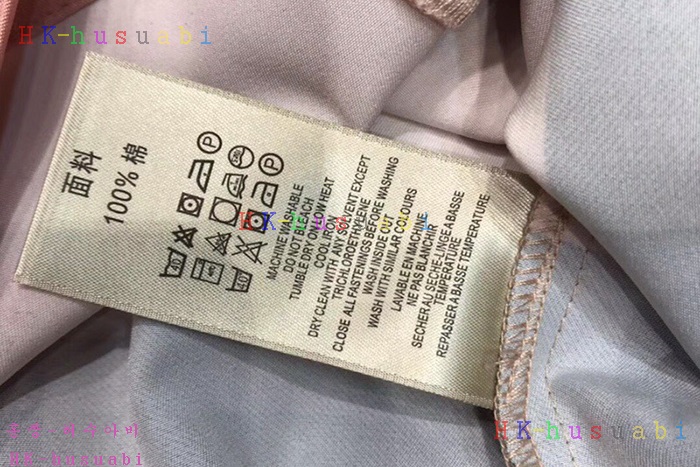 HK-husuabi
面料
100% 棉
MACHINE WASHABLE
DO NOT BLEACH
TUMBLE DRY ON LOW HEAT
COOL IRON
DRY CLEAN WITH ANY SOLVENT EXCEPT
TRICHLOROETHYLENE
CLOSE ALL FASTENINGS BEFORE WASHING
WASH INSIDE OUT
WASH WITH SIMILAR COLOURS
LAVABLE EN MACHINE
NE PAS BLANCHIR
SECHER AU SECHE-LINGE A BASSE
TEMPERATURE
REPASSER A BASSE TEMPERATURE
HK-husuabi
HK-husuabi